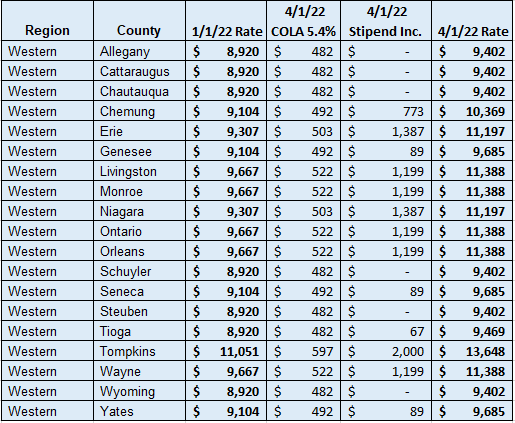 Region County 1/1/22 Rate 4/1/22 COLA 5.4% 4/1/22 Stipend Inc. 4/1/22 Rate
Western Allegany $ 8,920 $ 482 $ - $ 9,402
Western Cattaraugus $ 8,920 $ 482 $ - $ 9,402
Western Chautauqua $ 8,920 $ 482 $ - $ 9,402
Western Chemung $ 9,104 $ 492 $ 773 $ 10,369
Western Erie $ 9,307 $ 503 $ 1,387 $ 11,197
Western Genesee $ 9,104 $ 492 $ 89 $ 9,685
Western Livingston $ 9,667 $ 522 $ 1,199 $ 11,388
Western Monroe $ 9,667 $ 522 $ 1,199 $ 11,388
Western Niagara $ 9,307 $ 503 $ 1,387 $ 11,197
Western Ontario $ 9,667 $ 522 $ 1,199 $ 11,388
Western Orleans $ 9,667 $ 522 $ 1,199 $ 11,388
Western Schuyler $ 8,920 $ 482 $ - $ 9,402
Western Seneca $ 9,104 $ 492 $ 89 $ 9,685
Western Steuben $ 8,920 $ 482 $ - $ 9,402
Western Tioga $ 8,920 $ 482 $ 67 $ 9,469
Western Tompkins $ 11,051 $ 597 $ 2,000 $ 13,648
Western Wayne $ 9,667 $ 522 $ 1,199 $ 11,388
Western Wyoming $ 8,920 $ 482 $ - $ 9,402
Western Yates $ 9,104 $ 492 $ 89 $ 9,685